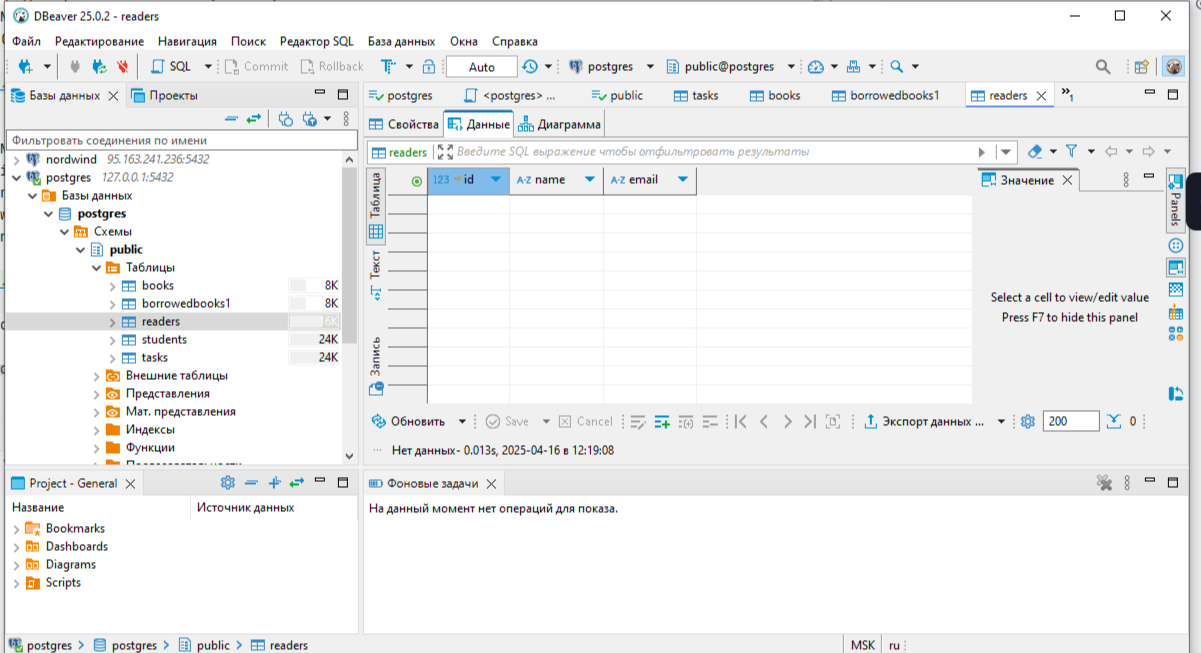 DBeaver 25.0.2 - readers
Файл Редактирование Навигация Поиск Редактор SQL База данных Окна Справка
SQL Commit Rollback Auto postgres public@postgres
Базы данных Проекты
postgres <postgres> ... public tasks books borrowedbooks1 readers »1
Свойства Данные Диаграмма
Фильтровать соединения по имени
readers Введите SQL выражение чтобы отфильтровать результаты
nordwind 95.163.241.236:5432
postgres 127.0.0.1:5432
Базы данных
postgres
Схемы
public
Таблицы
books 8K
borrowedbooks1 8K
readers
students 24K
tasks 24K
Внешние таблицы
Представления
Мат. представления
Индексы
Функции
Таблица
Текст
Запись
123 id A-Z name A-Z email
Значение
Panels
Select a cell to view/edit value
Press F7 to hide this panel
Обновить Save Cancel Экспорт данных ... 200 0
Нет данных - 0.013s, 2025-04-16 в 12:19:08
Project - General
Название Источник данных
Bookmarks
Dashboards
Diagrams
Scripts
Фоновые задачи
На данный момент нет операций для показа.
postgres postgres public readers
MSK ru